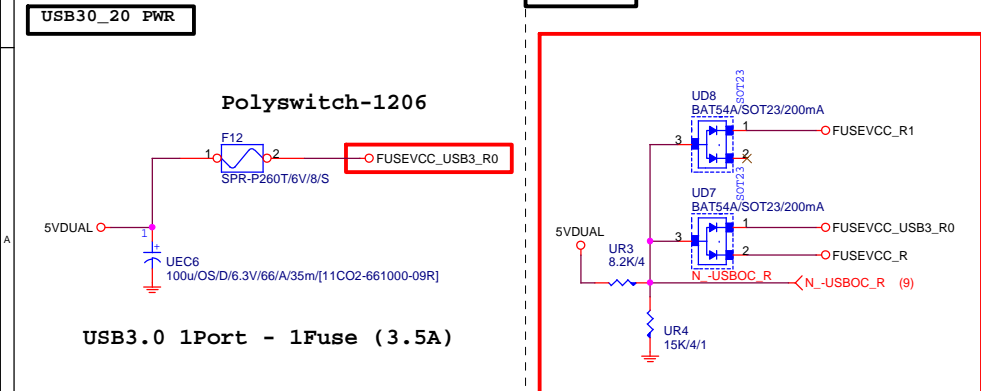 USB30_20 PWR
Polyswitch-1206
F12
1
2
FUSEVCC_USB3_R0
SPR-P260T/6V/8/S
5VDUAL
1
+
UEC6
100u/OS/D/6.3V/66/A/35m/[11CO2-661000-09R]
USB3.0 1Port - 1Fuse (3.5A)
A
UD8
SOT23
BAT54A/SOT23/200mA
3
1
FUSEVCC_R1
2
SOT23
UD7
BAT54A/SOT23/200mA
3
1
FUSEVCC_USB3_R0
2
FUSEVCC_R
5VDUAL
UR3
8.2K/4
N_-USBOC_R
N_-USBOC_R (9)
UR4
15K/4/1